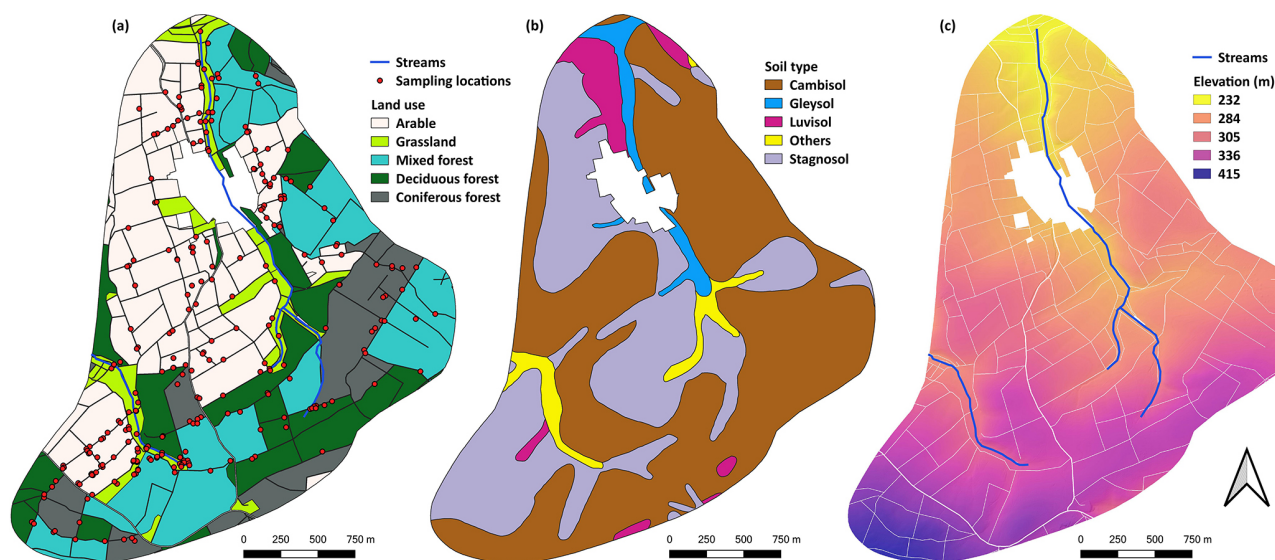 (a)
Streams
Sampling locations
Land use
Arable
Grassland
Mixed forest
Deciduous forest
Coniferous forest
0 250 500 750 m
(b)
Soil type
Cambisol
Gleysol
Luvisol
Others
Stagnosol
0 250 500 750 m
(c)
Streams
Elevation (m)
232
284
305
336
415
0 250 500 750 m